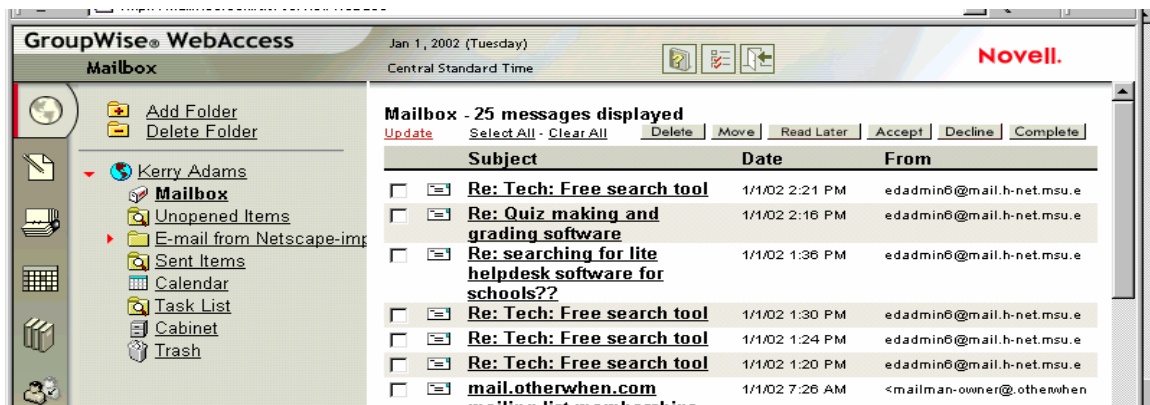 GroupWise® WebAccess
Mailbox
Jan 1, 2002 (Tuesday)
Central Standard Time
Novell.
Add Folder
Delete Folder
Kerry Adams
Mailbox
Unopened Items
E-mail from Netscape-imp
Sent Items
Calendar
Task List
Cabinet
Trash
Mailbox - 25 messages displayed
Update Select All - Clear All Delete Move Read Later Accept Decline Complete
Subject Date From
Re: Tech: Free search tool 1/1/02 2:21 PM edadmin6@mail.h-net.msu.e
Re: Quiz making and 1/1/02 2:16 PM edadmin6@mail.h-net.msu.e
grading software
Re: searching for lite 1/1/02 1:36 PM edadmin6@mail.h-net.msu.e
helpdesk software for
schools??
Re: Tech: Free search tool 1/1/02 1:30 PM edadmin6@mail.h-net.msu.e
Re: Tech: Free search tool 1/1/02 1:24 PM edadmin6@mail.h-net.msu.e
Re: Tech: Free search tool 1/1/02 1:20 PM edadmin6@mail.h-net.msu.e
mail.otherwhen.com 1/1/02 7:26 AM <mailman-owner@.otherwhen
mailing list memberships